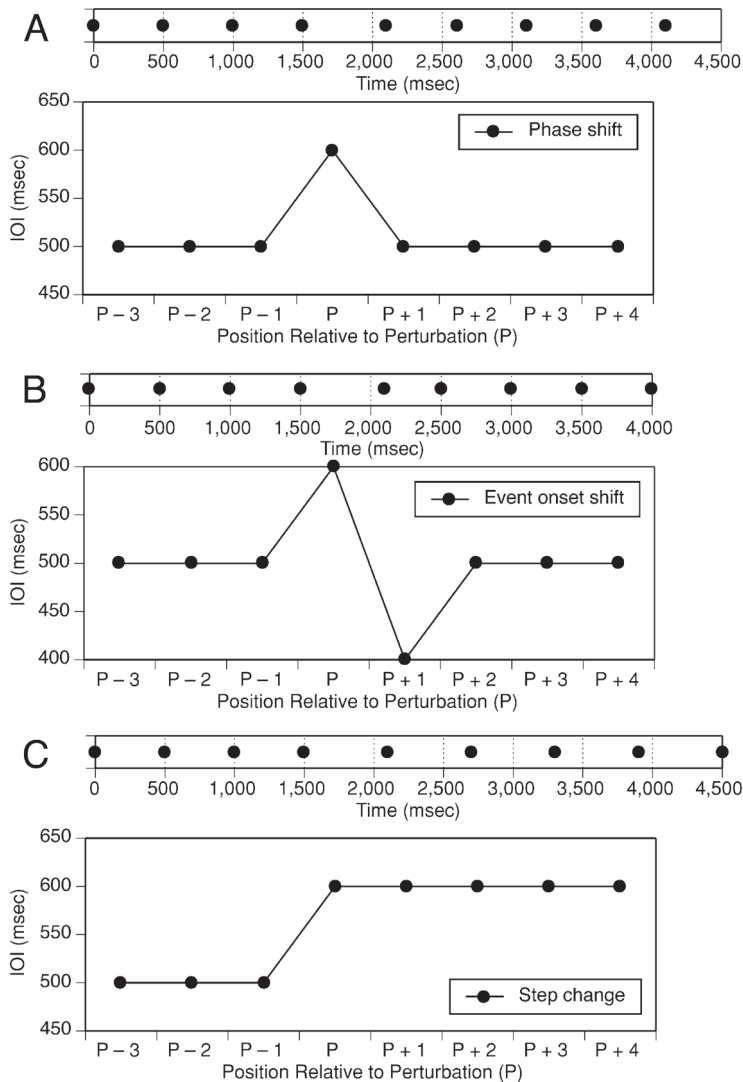 A
0 500 1,000 1,500 2,000 2,500 3,000 3,500 4,000 4,500
Time (msec)
650
600
550
500
450
IOI (msec)
Phase shift
P – 3 P – 2 P – 1 P P + 1 P + 2 P + 3 P + 4
Position Relative to Perturbation (P)
B
0 500 1,000 1,500 2,000 2,500 3,000 3,500 4,000
Time (msec)
600
550
500
450
400
IOI (msec)
Event onset shift
P – 3 P – 2 P – 1 P P + 1 P + 2 P + 3 P + 4
Position Relative to Perturbation (P)
C
0 500 1,000 1,500 2,000 2,500 3,000 3,500 4,000 4,500
Time (msec)
650
600
550
500
450
IOI (msec)
Step change
P – 3 P – 2 P – 1 P P + 1 P + 2 P + 3 P + 4
Position Relative to Perturbation (P)